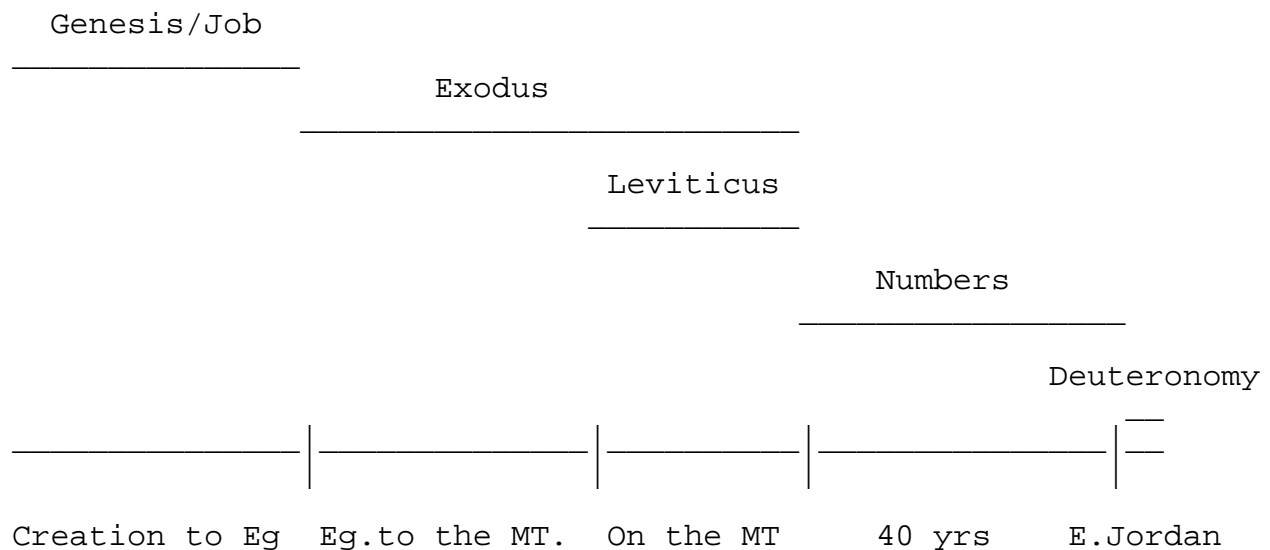 Genesis/Job
Exodus
Leviticus
Numbers
Deuteronomy
Creation to Eg Eg.to the MT. On the MT 40 yrs E.Jordan